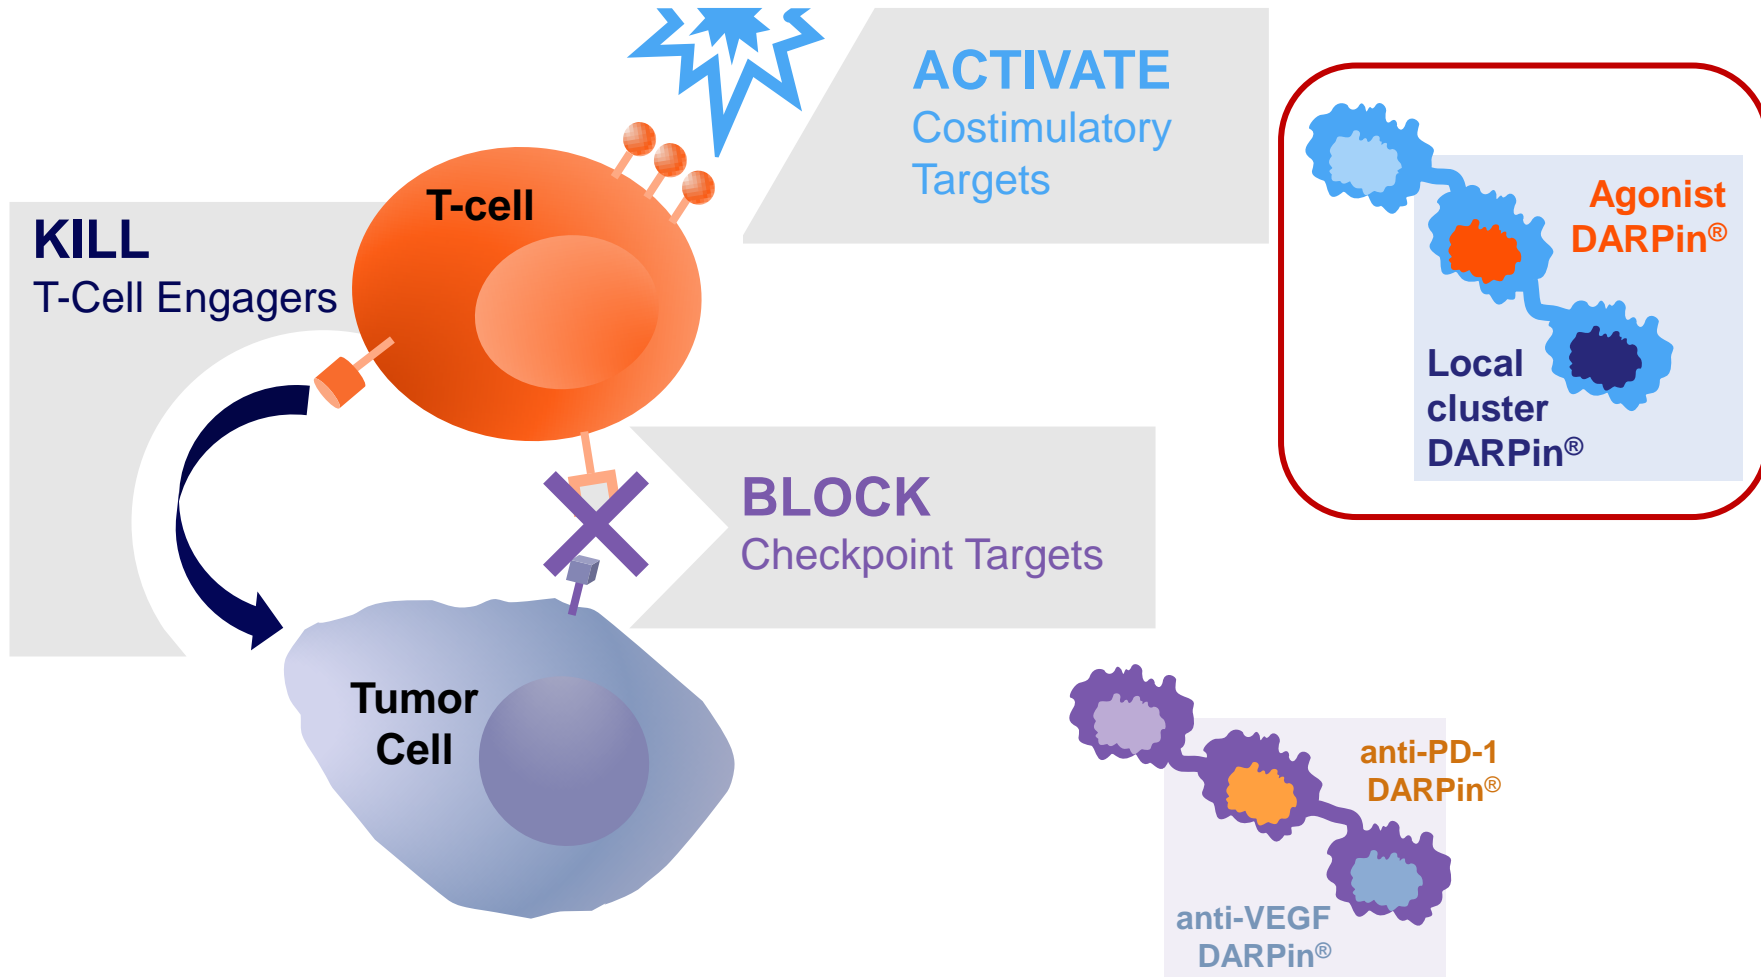 ACTIVATE
Costimulatory
Targets
Agonist
DARPin®
Local
cluster
DARPin®
T-cell
KILL
T-Cell Engagers
BLOCK
Checkpoint Targets
Tumor
Cell
anti-PD-1
DARPin®
anti-VEGF
DARPin®